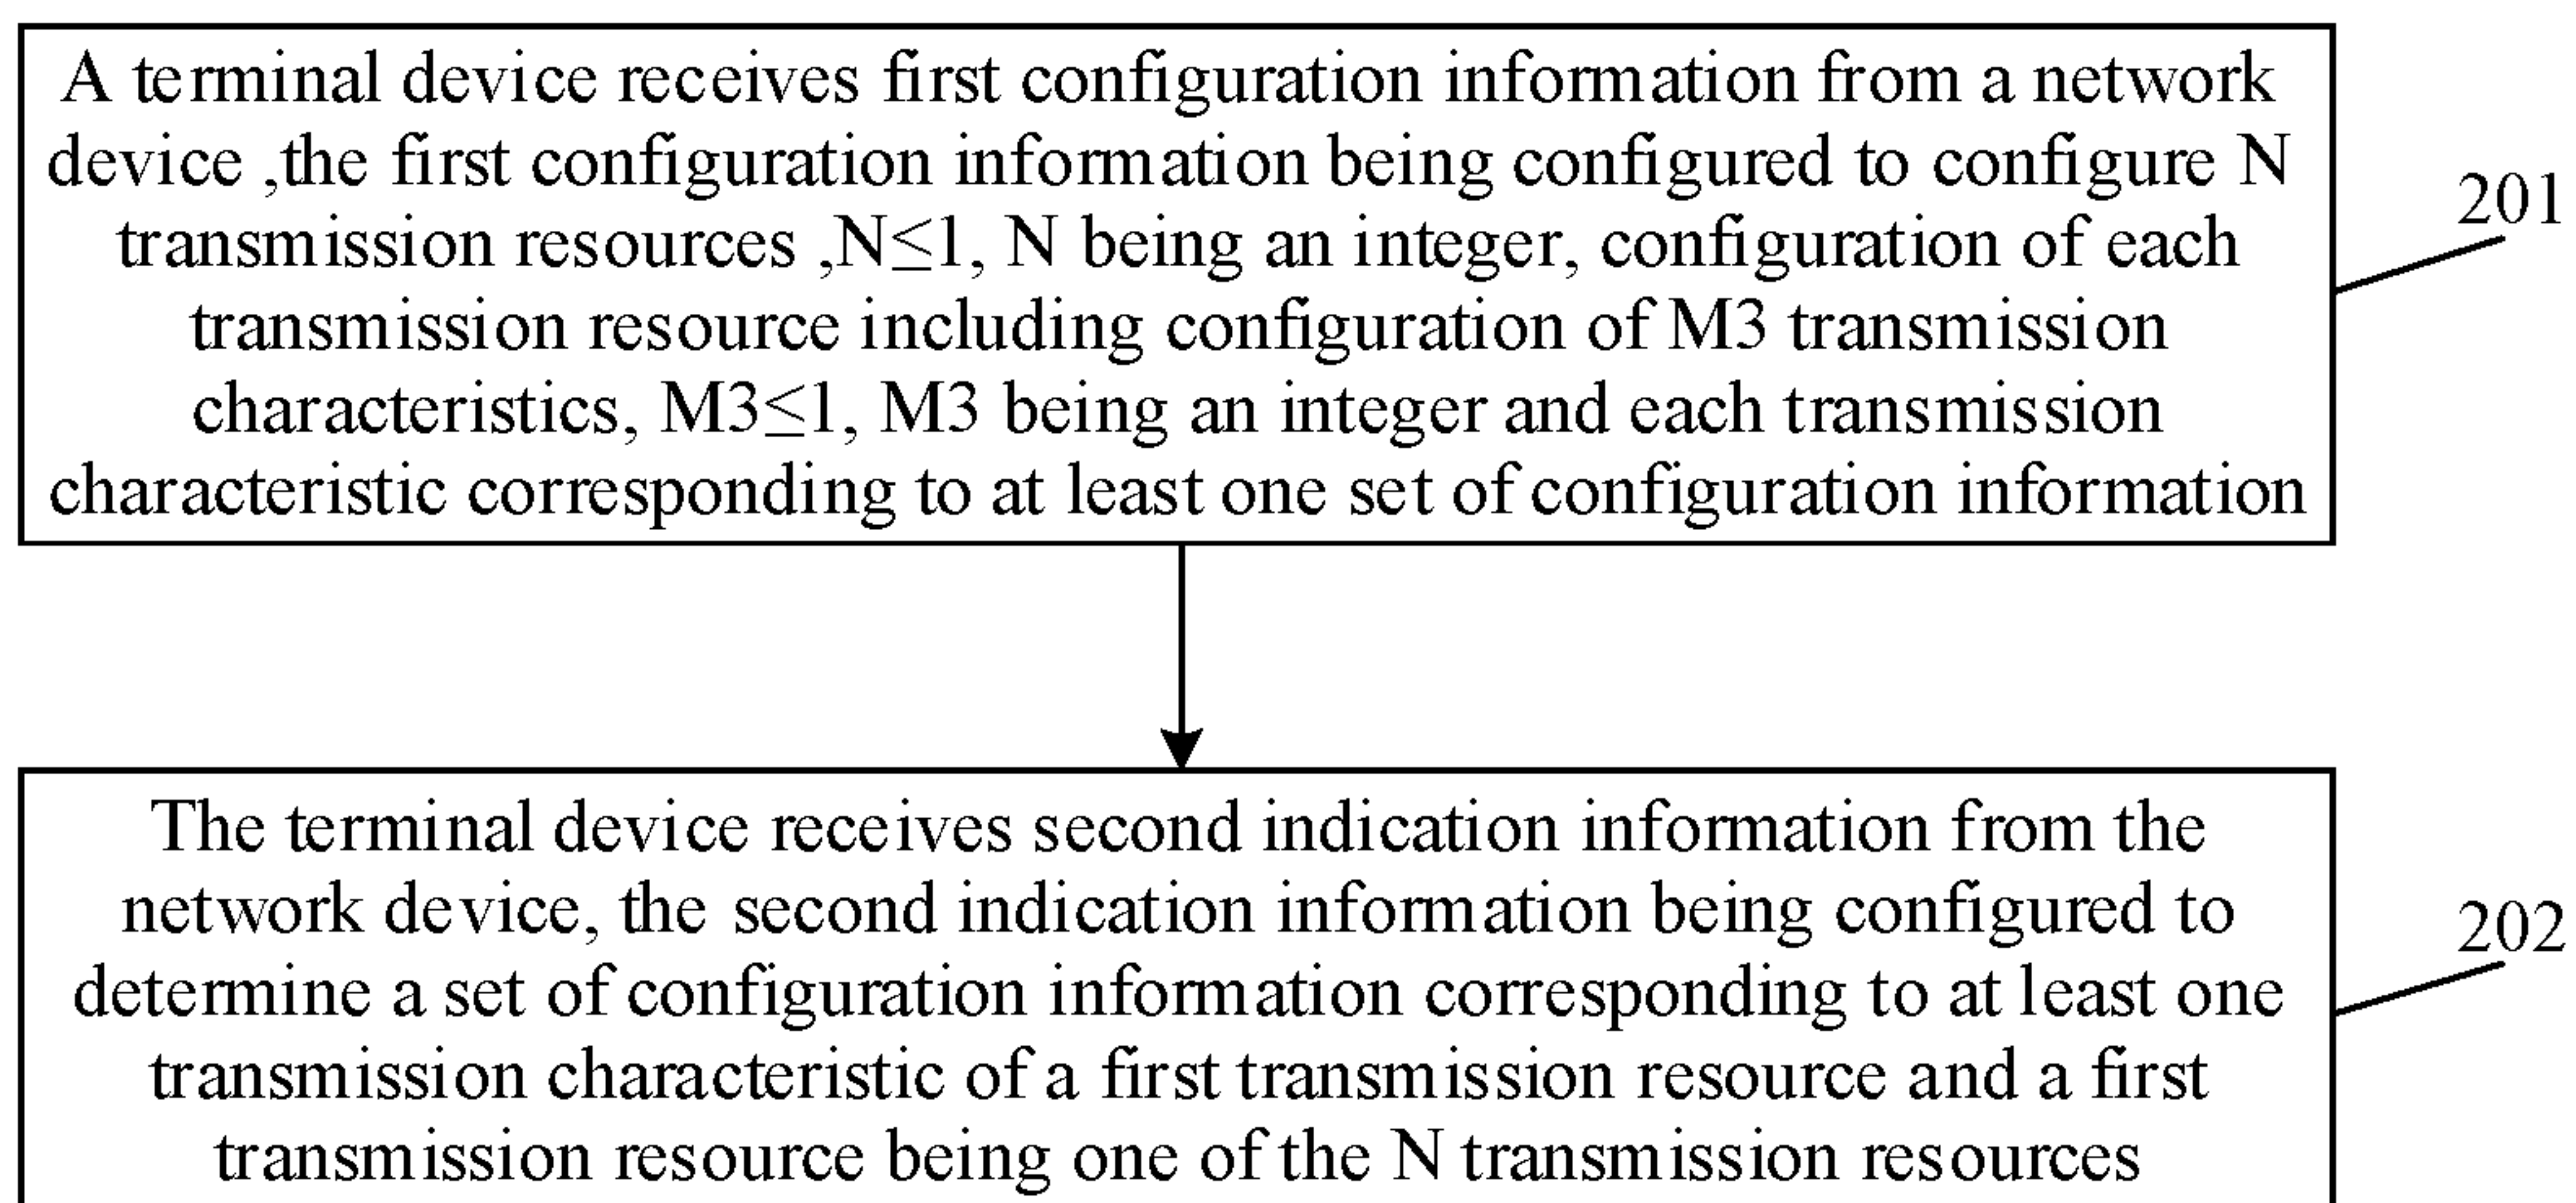 A terminal device receives first configuration information from a network
device ,the first configuration information being configured to configure N
transmission resources ,N≤1, N being an integer, configuration of each
transmission resource including configuration of M3 transmission
characteristics, M3≤1, M3 being an integer and each transmission
characteristic corresponding to at least one set of configuration information
201
The terminal device receives second indication information from the
network device, the second indication information being configured to
determine a set of configuration information corresponding to at least one
transmission characteristic of a first transmission resource and a first
transmission resource being one of the N transmission resources
202